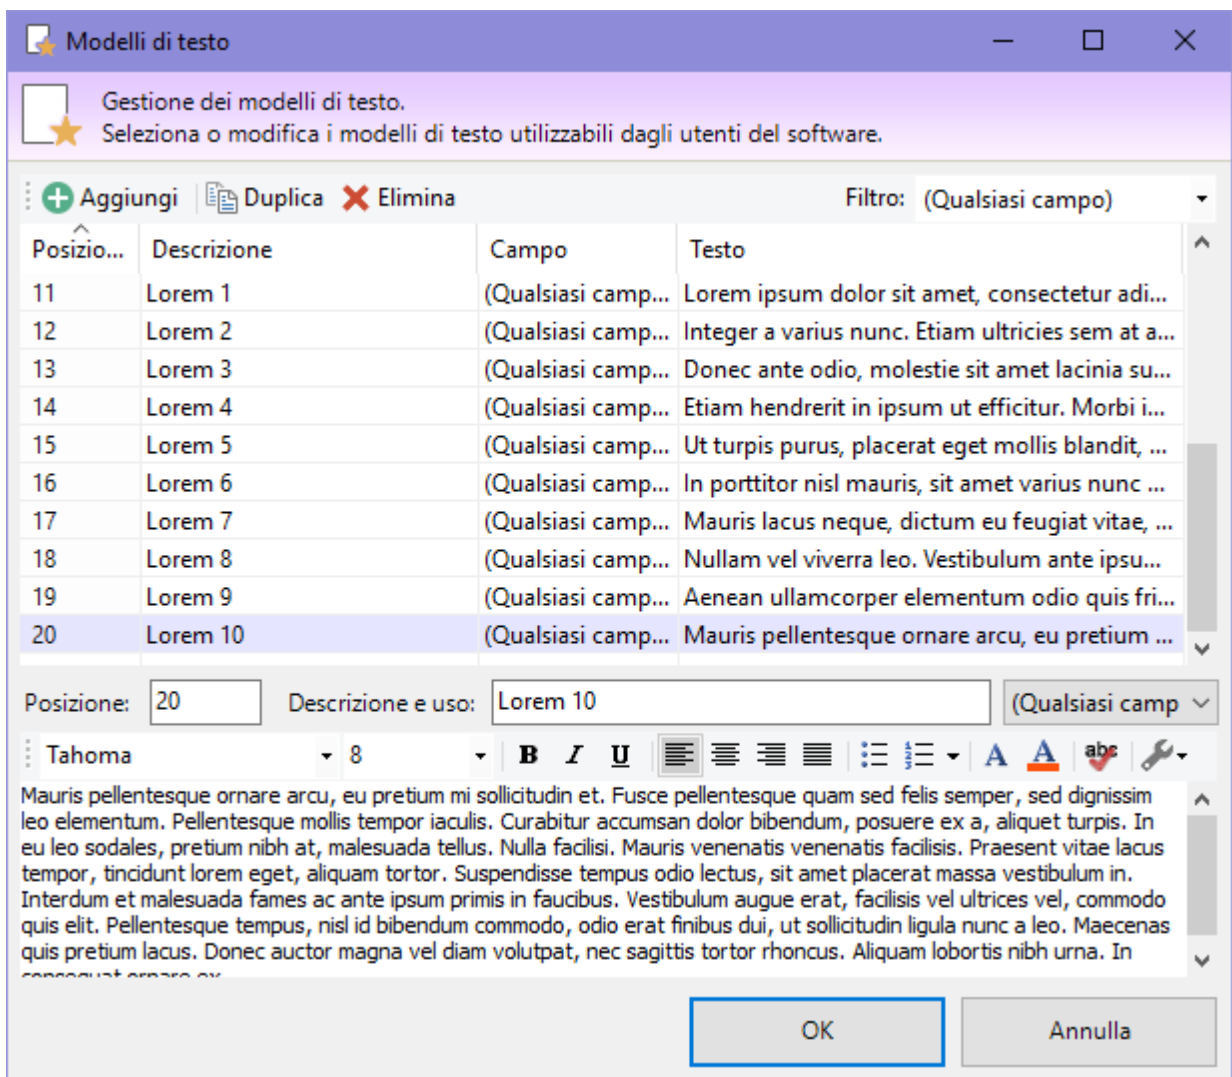 Modelli di testo
Gestione dei modelli di testo.
Seleziona o modifica i modelli di testo utilizzabili dagli utenti del software.
Aggiungi Duplica Elimina Filtro: (Qualsiasi campo)
Posizio... Descrizione Campo Testo
11 Lorem 1 (Qualsiasi camp... Lorem ipsum dolor sit amet, consectetur adi...
12 Lorem 2 (Qualsiasi camp... Integer a varius nunc. Etiam ultricies sem at a...
13 Lorem 3 (Qualsiasi camp... Donec ante odio, molestie sit amet lacinia su...
14 Lorem 4 (Qualsiasi camp... Etiam hendrerit in ipsum ut efficitur. Morbi i...
15 Lorem 5 (Qualsiasi camp... Ut turpis purus, placerat eget mollis blandit, ...
16 Lorem 6 (Qualsiasi camp... In porttitor nisl mauris, sit amet varius nunc ...
17 Lorem 7 (Qualsiasi camp... Mauris lacus neque, dictum eu feugiat vitae, ...
18 Lorem 8 (Qualsiasi camp... Nullam vel viverra leo. Vestibulum ante ipsu...
19 Lorem 9 (Qualsiasi camp... Aenean ullamcorper elementum odio quis fri...
20 Lorem 10 (Qualsiasi camp... Mauris pellentesque ornare arcu, eu pretium ...
Posizione: 20 Descrizione e uso: Lorem 10 (Qualsiasi camp
Tahoma 8 B I U A A abc
Mauris pellentesque ornare arcu, eu pretium mi sollicitudin et. Fusce pellentesque quam sed felis semper, sed dignissim
leo elementum. Pellentesque mollis tempor iaculis. Curabitur accumsan dolor bibendum, posuere ex a, aliquet turpis. In
eu leo sodales, pretium nibh at, malesuada tellus. Nulla facilisi. Mauris venenatis venenatis facilisis. Praesent vitae lacus
tempor, tincidunt lorem eget, aliquam tortor. Suspendisse tempus odio lectus, sit amet placerat massa vestibulum in.
Interdum et malesuada fames ac ante ipsum primis in faucibus. Vestibulum augue erat, facilisis vel ultrices vel, commodo
quis elit. Pellentesque tempus, nisl id bibendum commodo, odio erat finibus dui, ut sollicitudin ligula nunc a leo. Maecenas
quis pretium lacus. Donec auctor magna vel diam volutpat, nec sagittis tortor rhoncus. Aliquam lobortis nibh urna. In
consequat ornare ex
OK Annulla